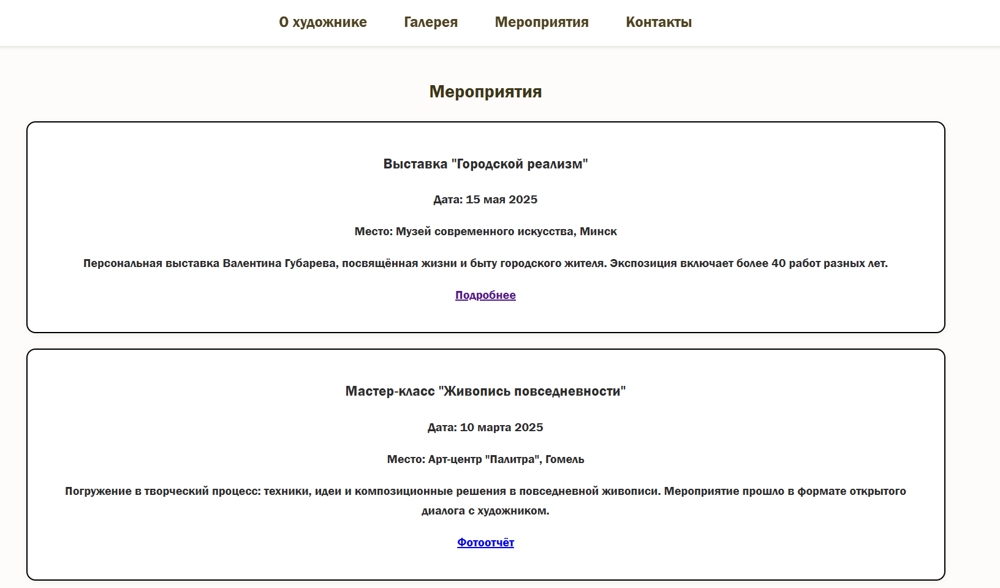 О художнике Галерея Мероприятия Контакты
Мероприятия
Выставка "Городской реализм"
Дата: 15 мая 2025
Место: Музей современного искусства, Минск
Персональная выставка Валентина Губарева, посвящённая жизни и быту городского жителя. Экспозиция включает более 40 работ разных лет.
Подробнее
Мастер-класс "Живопись повседневности"
Дата: 10 марта 2025
Место: Арт-центр "Палитра", Гомель
Погружение в творческий процесс: техники, идеи и композиционные решения в повседневной живописи. Мероприятие прошло в формате открытого
диалога с художником.
Фотоотчёт